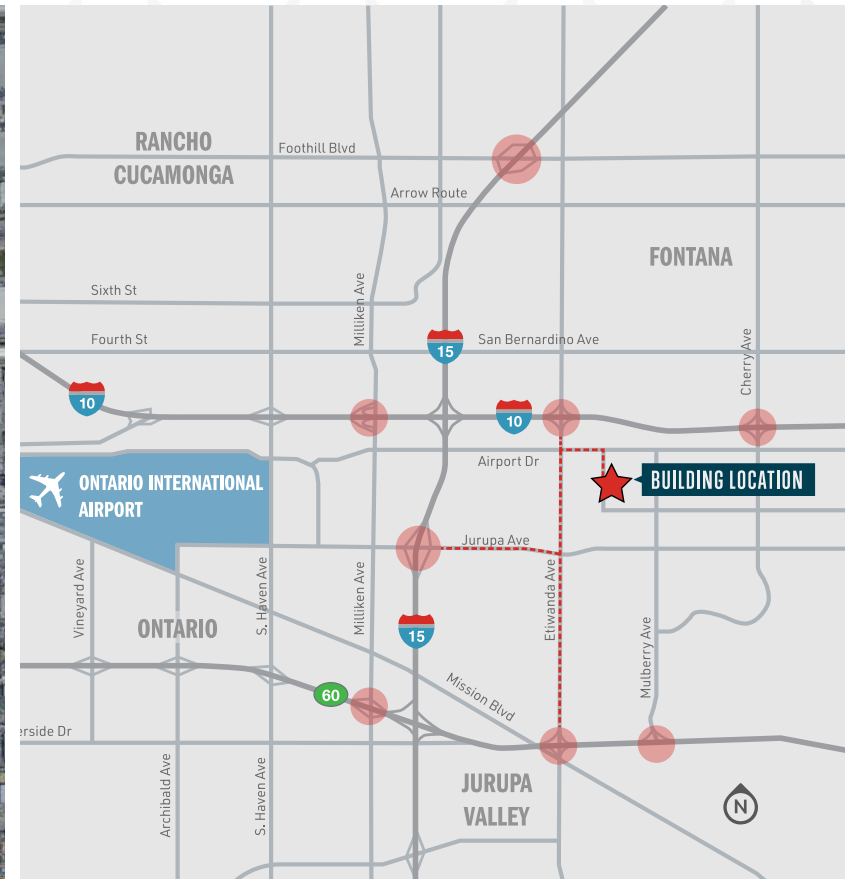 RANCHO
CUCAMONGA
Foothill Blvd
Arrow Route
FONTANA
Sixth St
Milliken Ave
Fourth St
San Bernardino Ave
15
Cherry Ave
10
10
Airport Dr
ONTARIO INTERNATIONAL
AIRPORT
BUILDING LOCATION
Jurupa Ave
Vineyard Ave
S. Haven Ave
Milliken Ave
Etiwanda Ave
ONTARIO
15
Mulberry Ave
60
Mission Blvd
erside Dr
Archibald Ave
S. Haven Ave
JURUPA
VALLEY
N